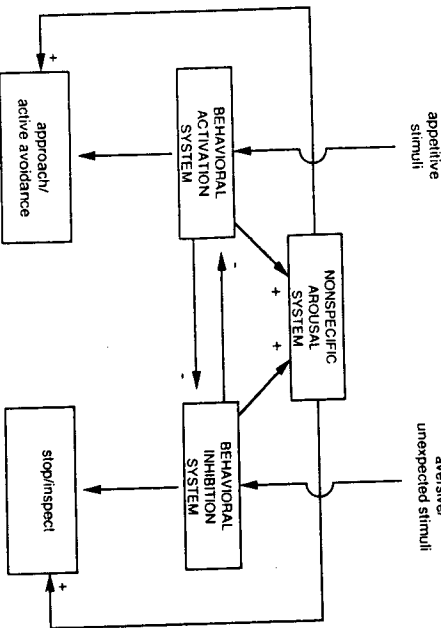 appetitive
stimuli
aversive/
unexpected stimuli
NONSPECIFIC
AROUSAL
SYSTEM
+
+
BEHAVIORAL
ACTIVATION
SYSTEM
-
-
BEHAVIORAL
INHIBITION
SYSTEM
+
approach/
active avoidance
stop/inspect
+